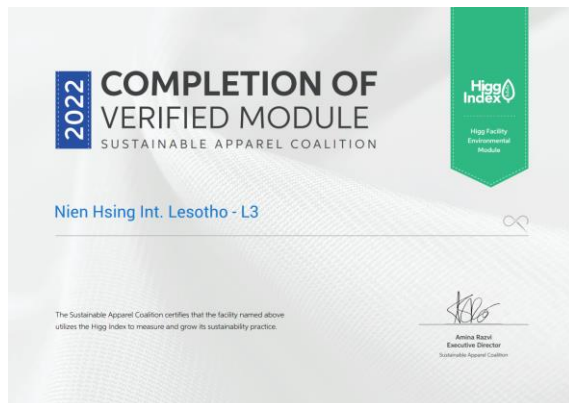 2022
COMPLETION OF
VERIFIED MODULE
SUSTAINABLE APPAREL COALITION
Higg
Index
Higg Facility
Environmental
Module
Nien Hsing Int. Lesotho - L3
The Sustainable Apparel Coalition certifies that the facility named above
utilizes the Higg Index to measure and grow its sustainability practice.
Amina Razvi
Executive Director
Sustainable Apparel Coalition